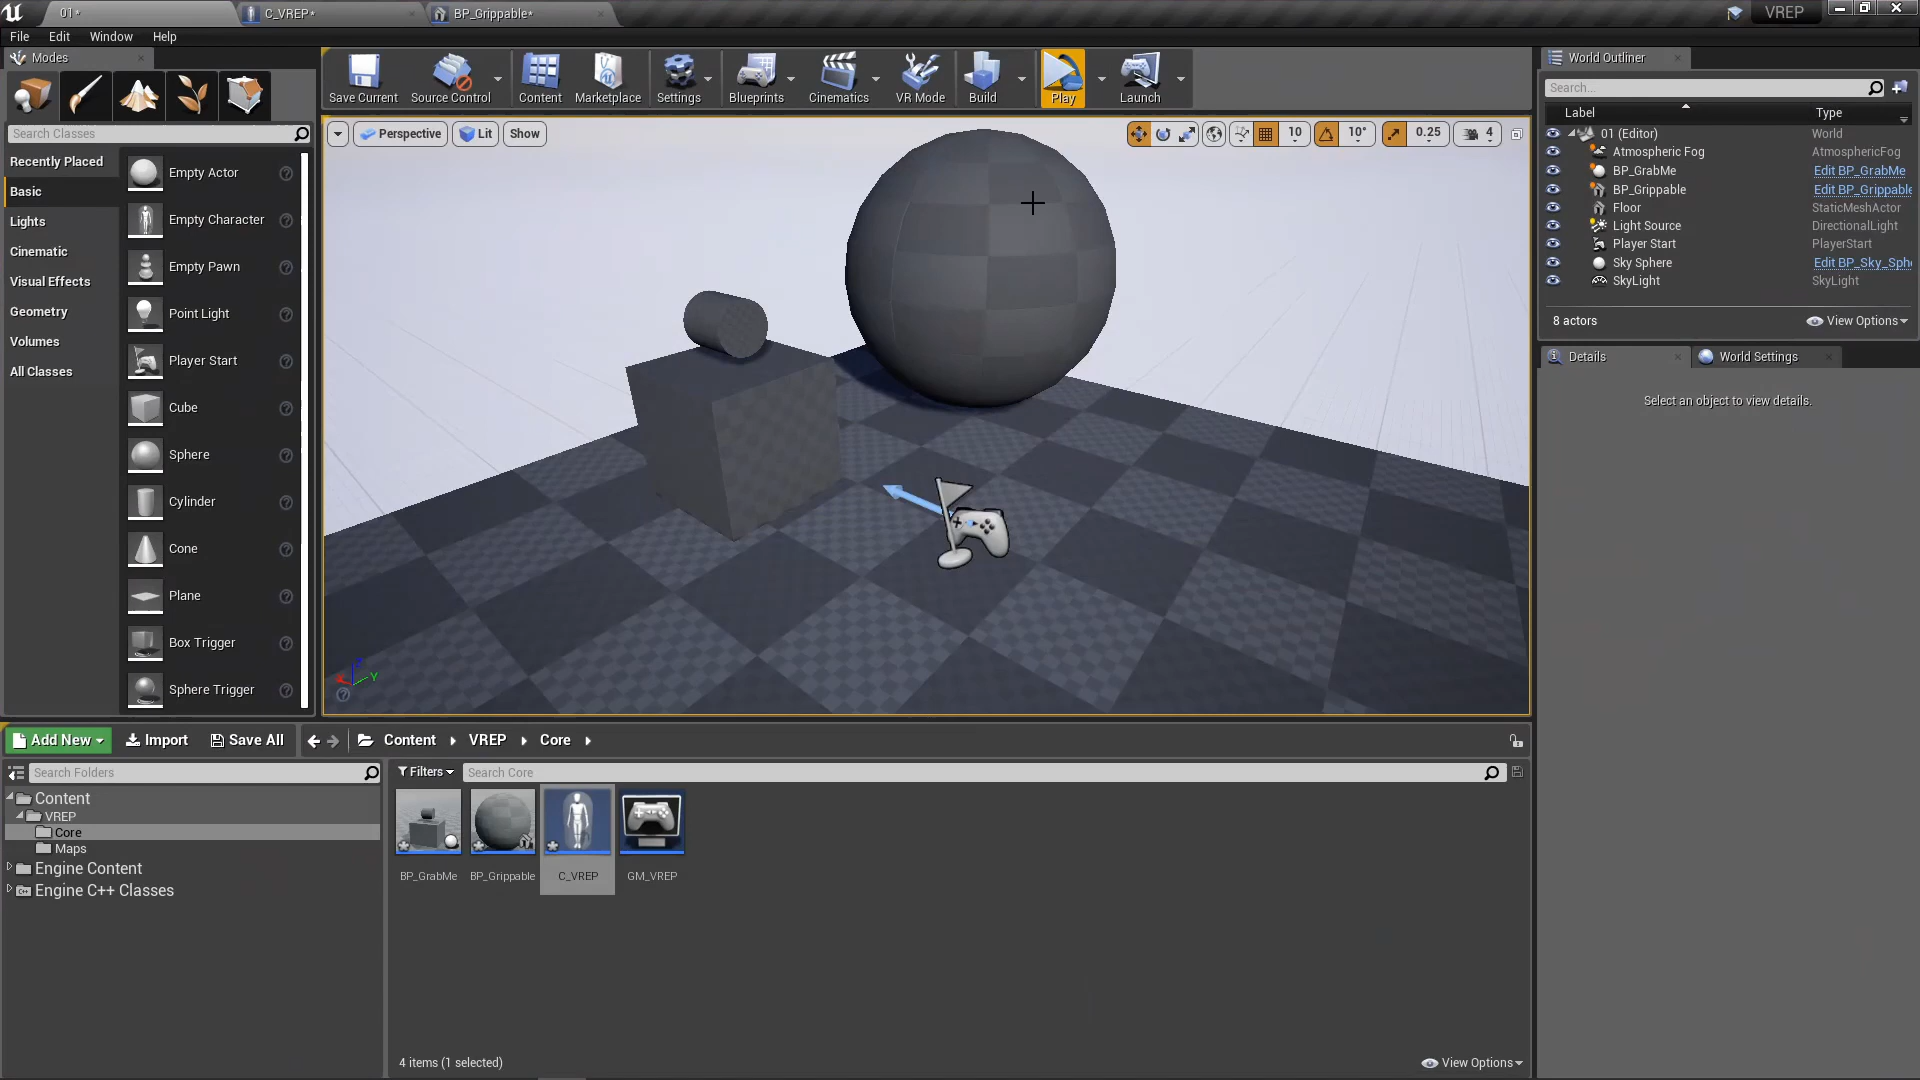 01*
C_VREP*
BP_Grippable*
VREP
File
Edit
Window
Help
Modes
Search Classes
Recently Placed
Basic
Lights
Cinematic
Visual Effects
Geometry
Volumes
All Classes
Empty Actor
Empty Character
Empty Pawn
Point Light
Player Start
Cube
Sphere
Cylinder
Cone
Plane
Box Trigger
Sphere Trigger
Save Current
Source Control
Content
Marketplace
Settings
Blueprints
Cinematics
VR Mode
Build
Play
Launch
Perspective
Lit
Show
10
10°
0.25
4
X
Y
Z
World Outliner
Search...
Label Type
01 (Editor) World
Atmospheric Fog AtmosphericFog
BP_GrabMe Edit BP_GrabMe
BP_Grippable Edit BP_Grippable
Floor StaticMeshActor
Light Source DirectionalLight
Player Start PlayerStart
Sky Sphere Edit BP_Sky_Sph
SkyLight SkyLight
8 actors
View Options
Details
World Settings
Select an object to view details.
Add New
Import
Save All
Content
VREP
Core
Search Folders
Content
VREP
Core
Maps
Engine Content
Engine C++ Classes
Filters
Search Core
BP_GrabMe
BP_Grippable
C_VREP
GM_VREP
4 items (1 selected)
View Options